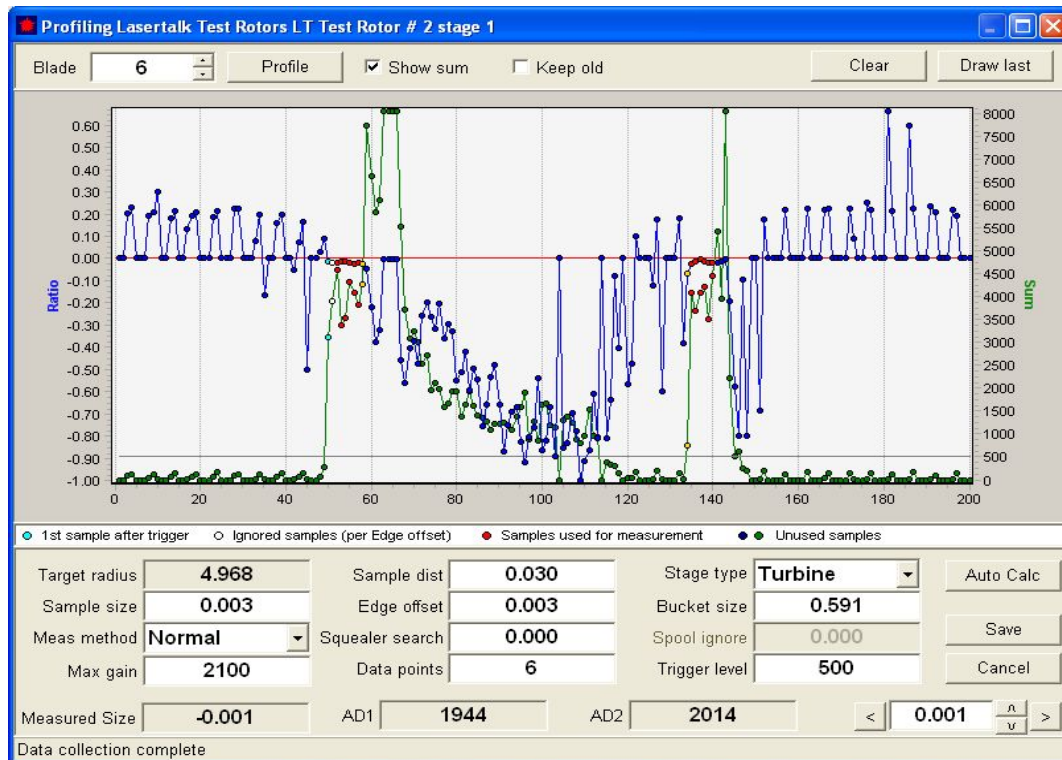 Profiling Lasertalk Test Rotors LT Test Rotor # 2 stage 1
Blade 6 Profile Show sum Keep old Clear Draw last
0.60
0.50
0.40
0.30
0.20
0.10
0.00
-0.10
-0.20
-0.30
-0.40
-0.50
-0.60
-0.70
-0.80
-0.90
-1.00
Ratio
8000
7500
7000
6500
6000
5500
5000
4500
4000
3500
3000
2500
2000
1500
1000
500
0
Sum
0 20 40 60 80 100 120 140 160 180 200
1st sample after trigger Ignored samples (per Edge offset) Samples used for measurement Unused samples
Target radius 4.968 Sample dist 0.030 Stage type Turbine Auto Calc
Sample size 0.003 Edge offset 0.003 Bucket size 0.591
Meas method Normal Squealer search 0.000 Spool ignore 0.000 Save
Max gain 2100 Data points 6 Trigger level 500 Cancel
Measured Size -0.001 AD1 1944 AD2 2014 < 0.001 >
Data collection complete